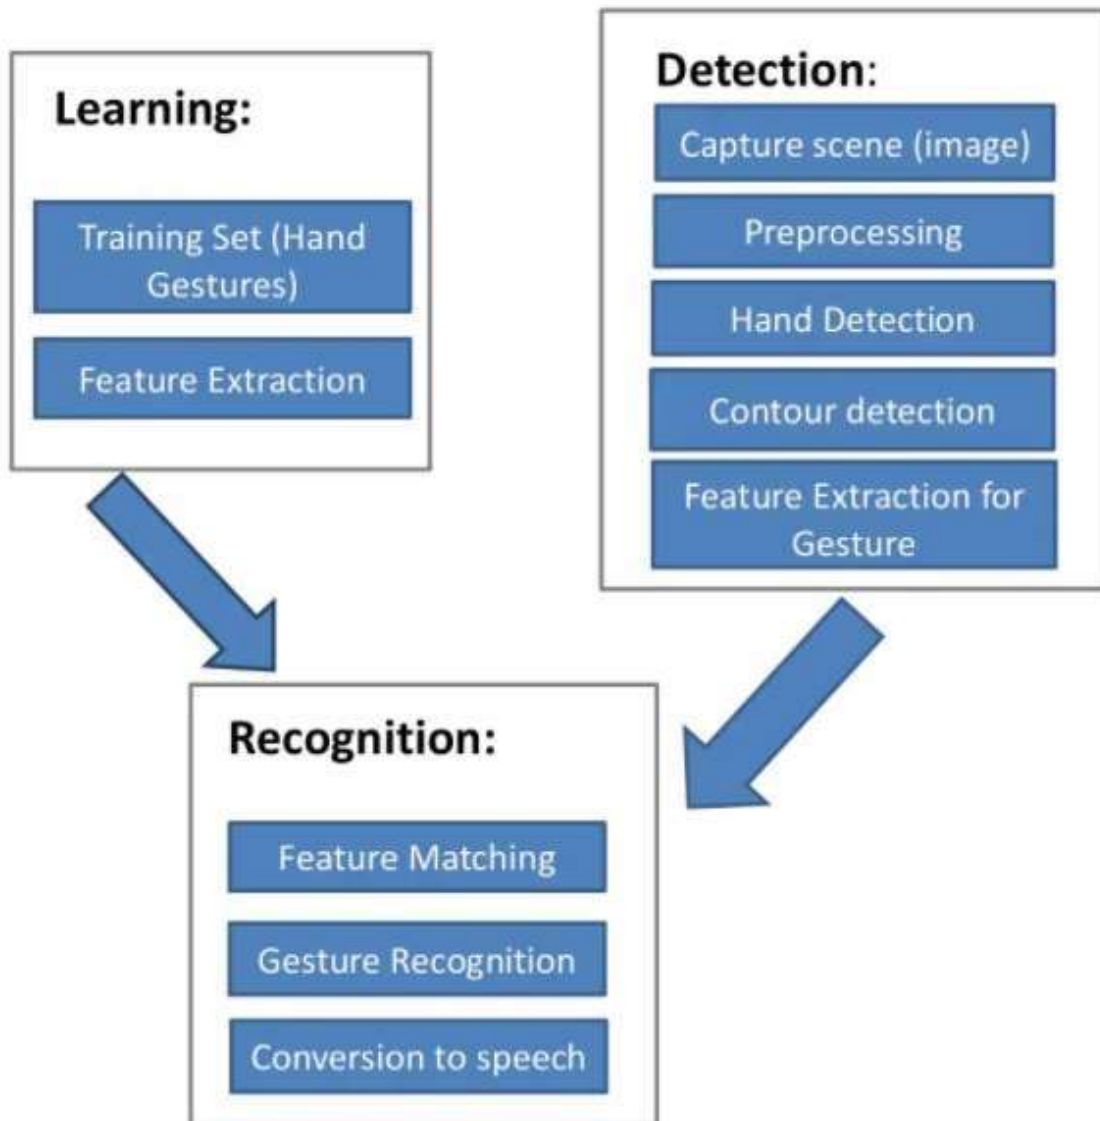 Learning:
Training Set (Hand
Gestures)
Feature Extraction
Detection:
Capture scene (image)
Preprocessing
Hand Detection
Contour detection
Feature Extraction for
Gesture
Recognition:
Feature Matching
Gesture Recognition
Conversion to speech